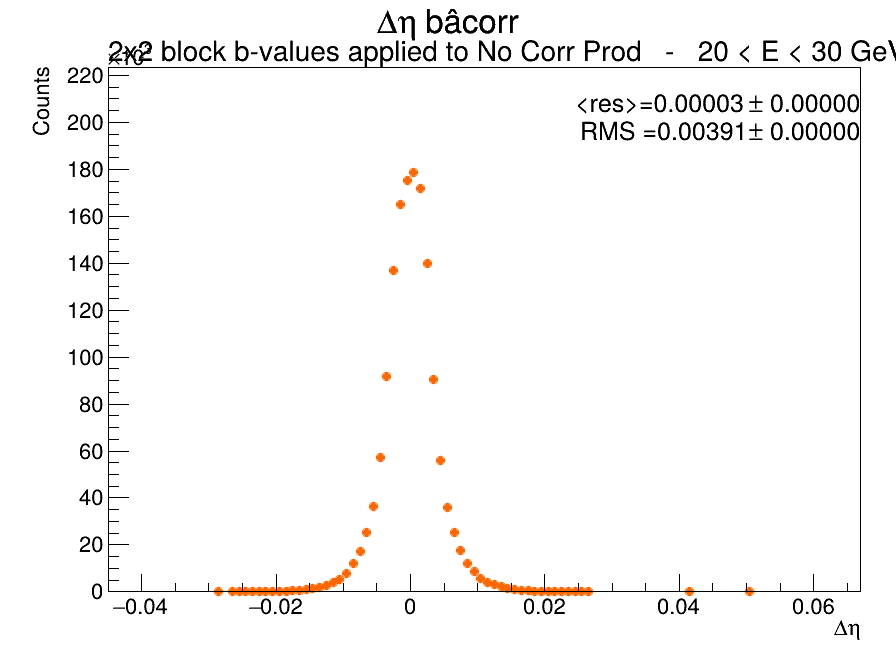 Δη bâcorr
2x2 block b-values applied to No Corr Prod - 20 < E < 30 GeV
<res>=0.00003± 0.00000
RMS =0.00391± 0.00000
Counts
220
200
180
160
140
120
100
80
60
40
20
0
−0.04 −0.02 0 0.02 0.04 0.06
Δη